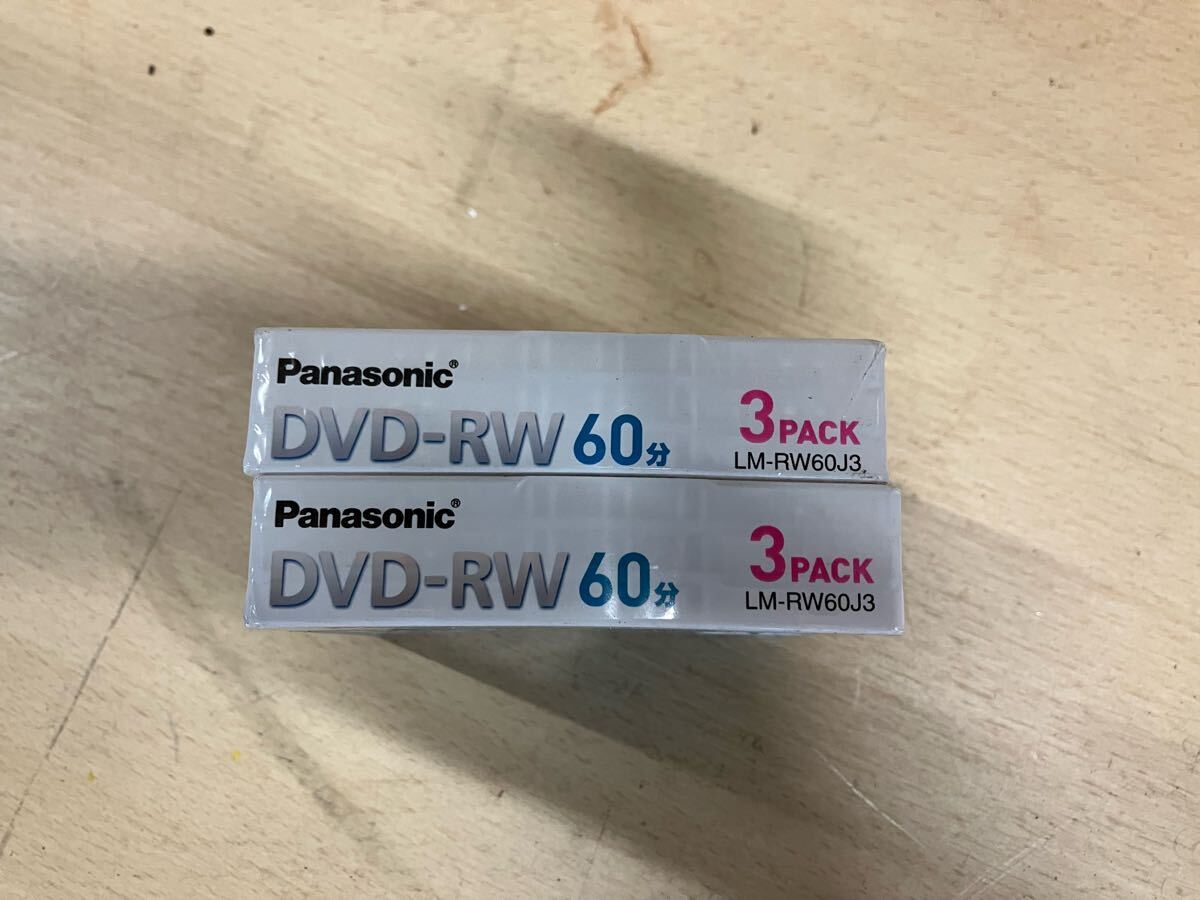 Panasonic®
DVD-RW 60分
3PACK
LM-RW60J3
Panasonic®
DVD-RW 60分
3PACK
LM-RW60J3